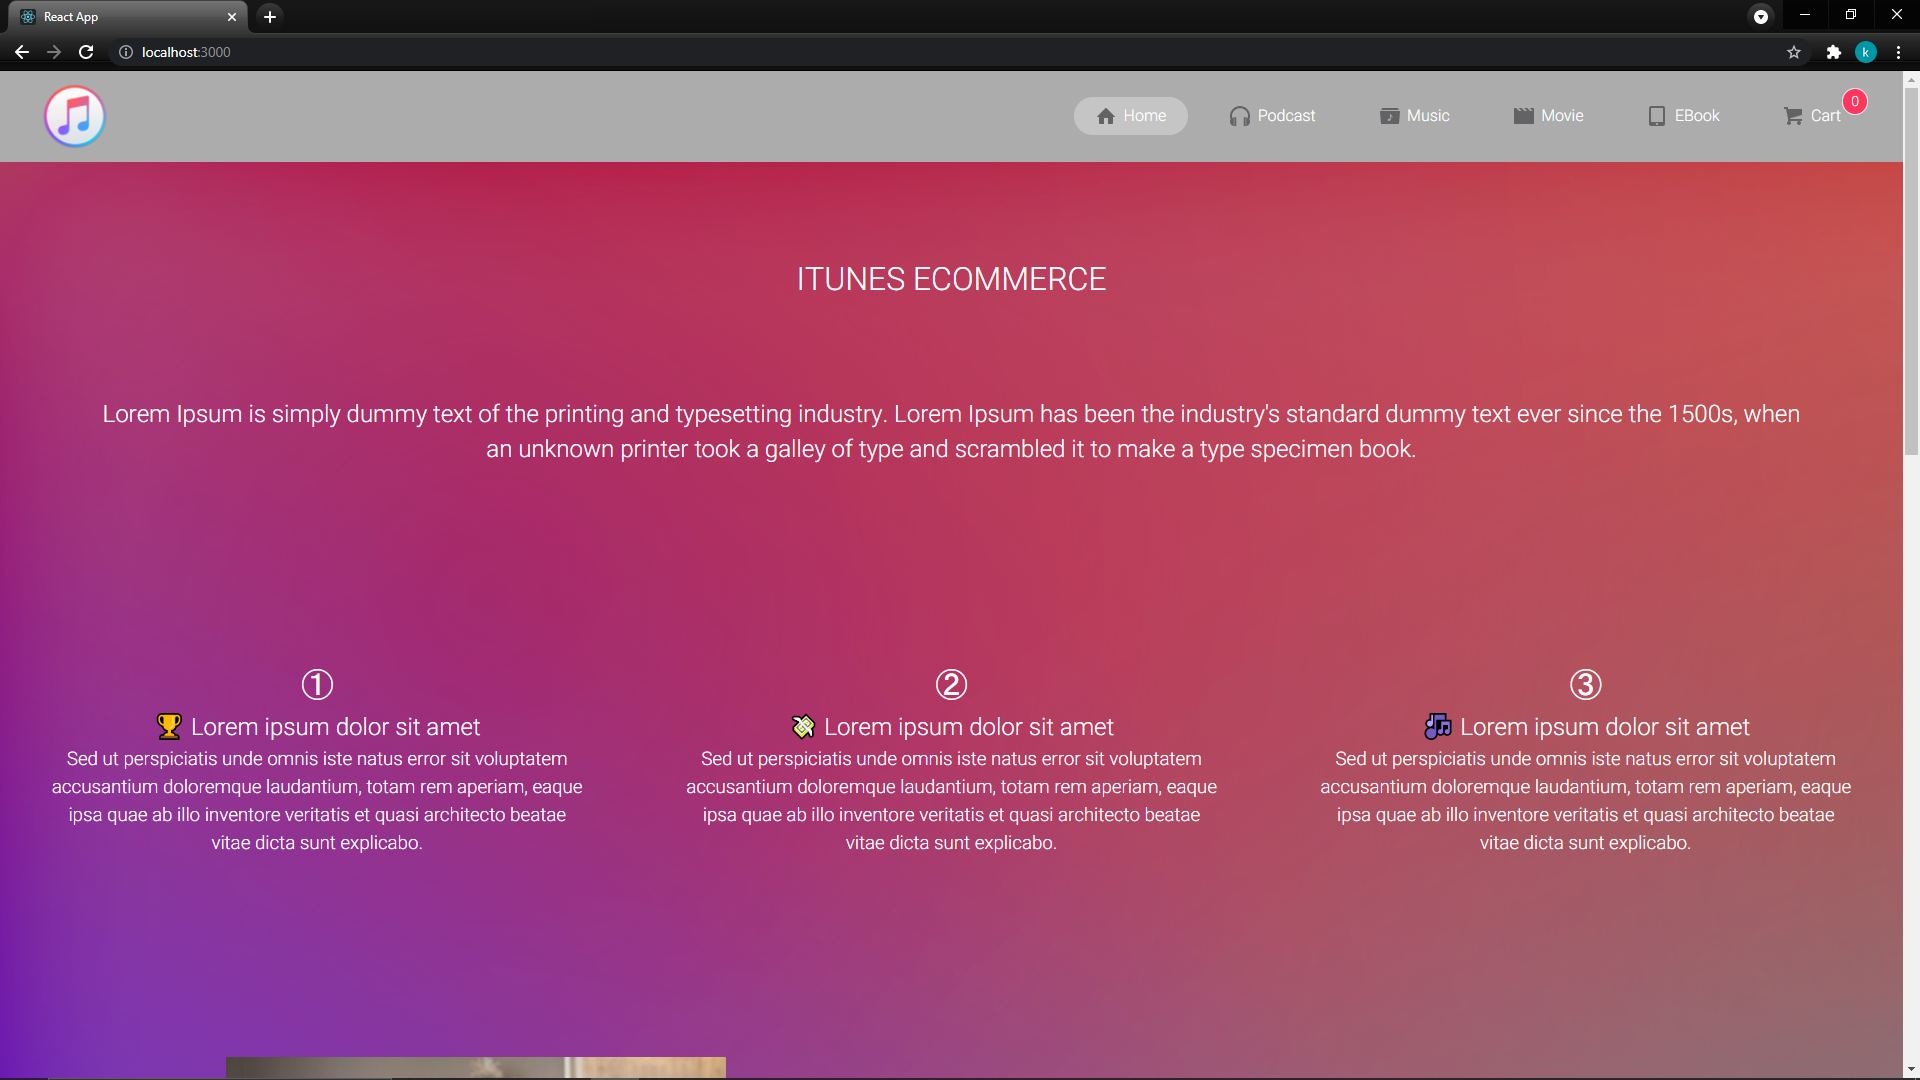 React App
localhost:3000
k
Home
Podcast
Music
Movie
EBook
Cart
0
ITUNES ECOMMERCE
Lorem Ipsum is simply dummy text of the printing and typesetting industry. Lorem Ipsum has been the industry's standard dummy text ever since the 1500s, when
an unknown printer took a galley of type and scrambled it to make a type specimen book.
①
Lorem ipsum dolor sit amet
Sed ut perspiciatis unde omnis iste natus error sit voluptatem
accusantium doloremque laudantium, totam rem aperiam, eaque
ipsa quae ab illo inventore veritatis et quasi architecto beatae
vitae dicta sunt explicabo.
②
Lorem ipsum dolor sit amet
Sed ut perspiciatis unde omnis iste natus error sit voluptatem
accusantium doloremque laudantium, totam rem aperiam, eaque
ipsa quae ab illo inventore veritatis et quasi architecto beatae
vitae dicta sunt explicabo.
③
Lorem ipsum dolor sit amet
Sed ut perspiciatis unde omnis iste natus error sit voluptatem
accusantium doloremque laudantium, totam rem aperiam, eaque
ipsa quae ab illo inventore veritatis et quasi architecto beatae
vitae dicta sunt explicabo.